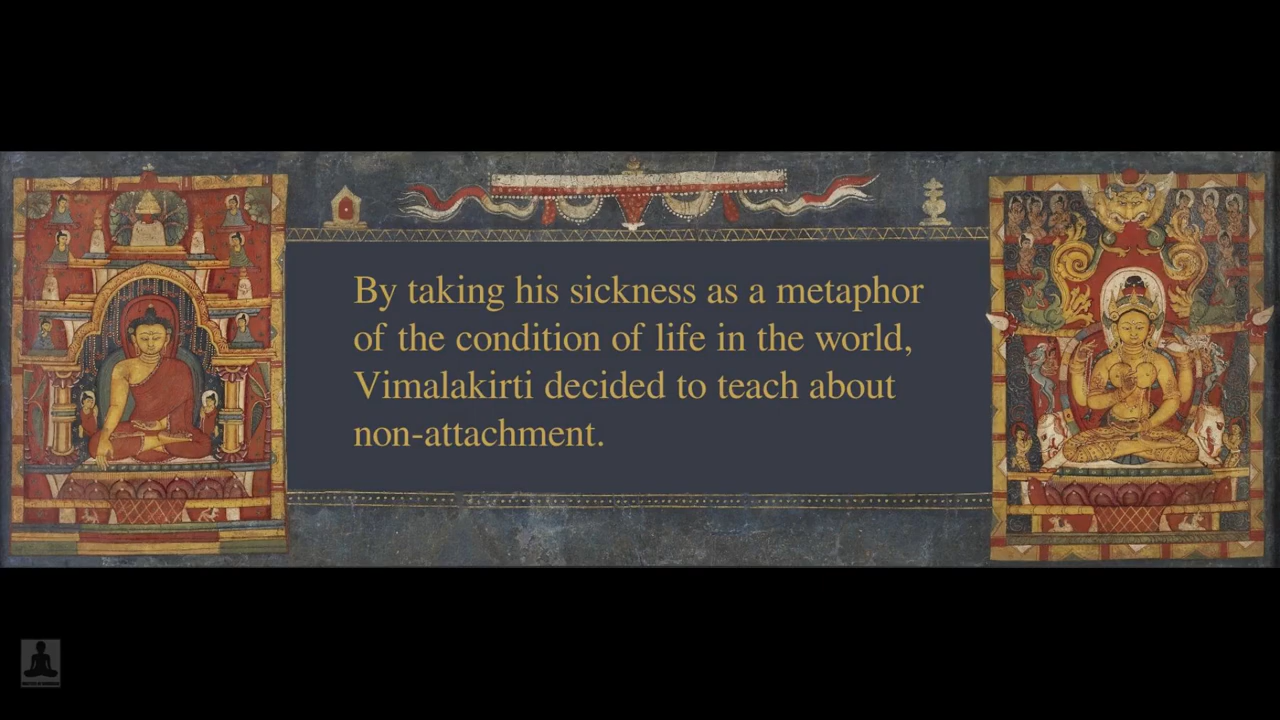 By taking his sickness as a metaphor
of the condition of life in the world,
Vimalakirti decided to teach about
non-attachment.